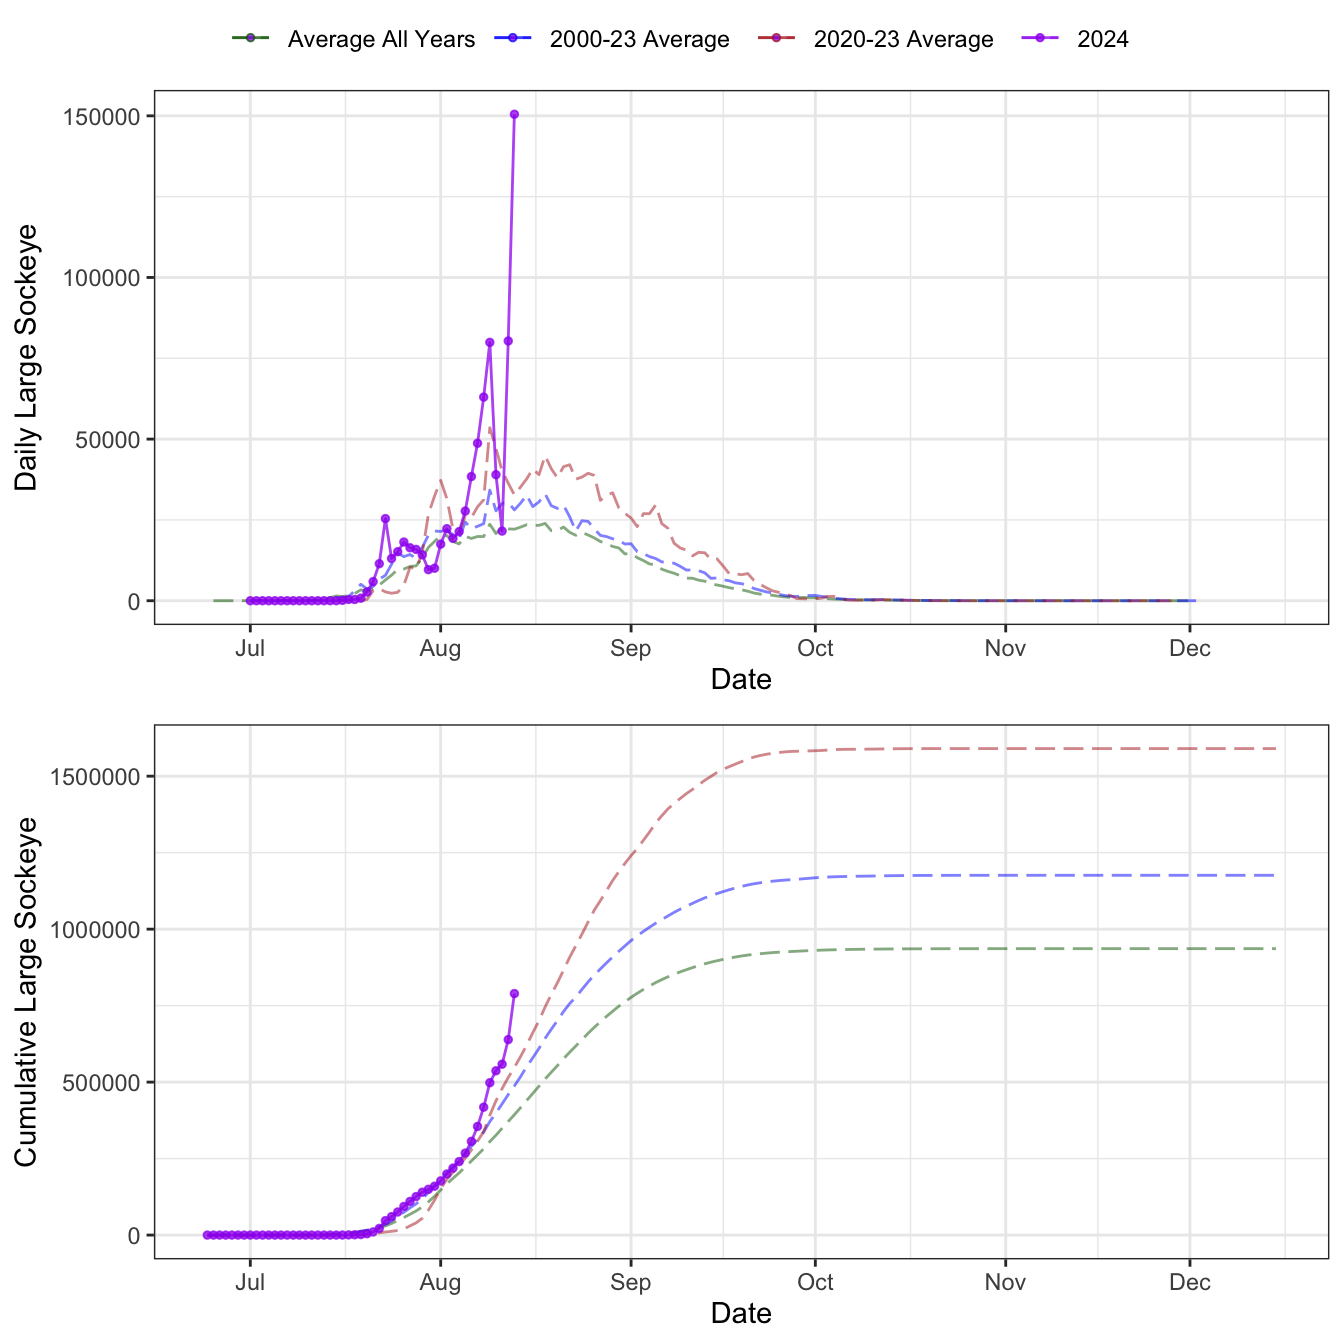 Average All Years 2000-23 Average 2020-23 Average 2024
150000
100000
50000
0
Daily Large Sockeye
Jul Aug Sep Oct Nov Dec
Date
1500000
1000000
500000
0
Cumulative Large Sockeye
Jul Aug Sep Oct Nov Dec
Date